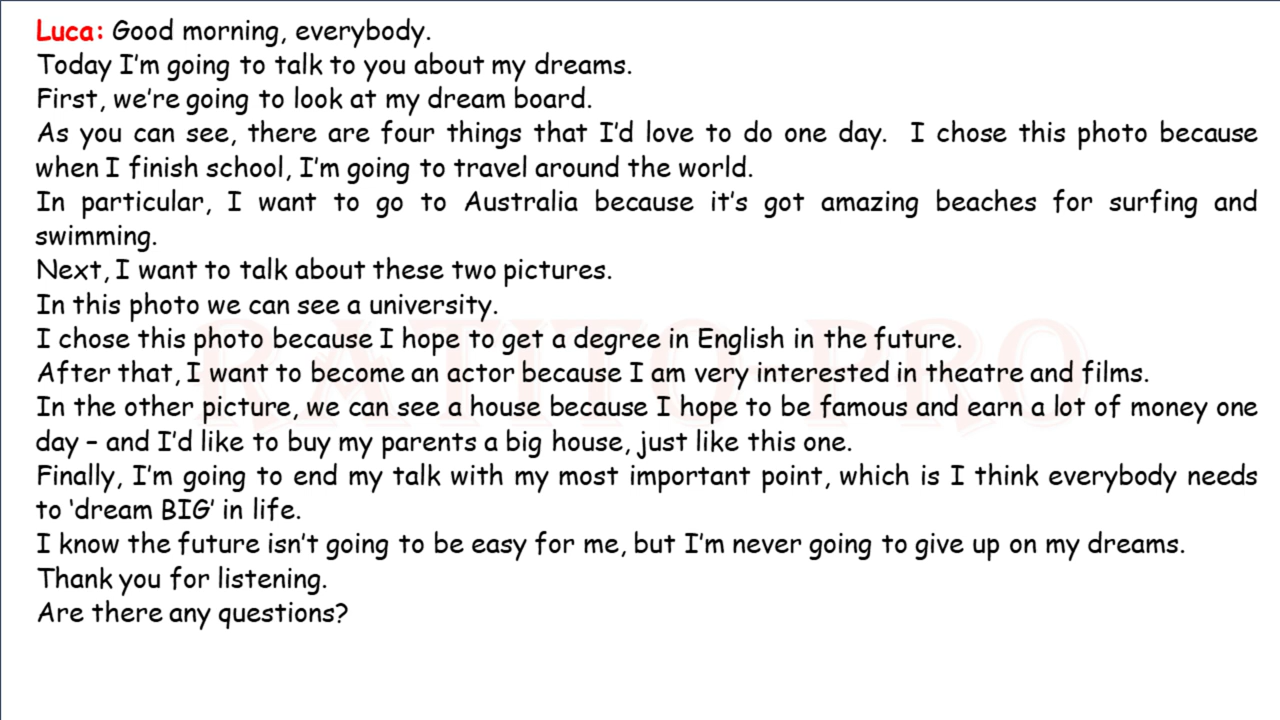 Luca: Good morning, everybody.
Today I'm going to talk to you about my dreams.
First, we're going to look at my dream board.
As you can see, there are four things that I'd love to do one day. I chose this photo because
when I finish school, I'm going to travel around the world.
In particular, I want to go to Australia because it's got amazing beaches for surfing and
swimming.
Next, I want to talk about these two pictures.
In this photo we can see a university.
RATITO PRO
I chose this photo because I hope to get a degree in English in the future.
After that, I want to become an actor because I am very interested in theatre and films.
In the other picture, we can see a house because I hope to be famous and earn a lot of money one
day – and I'd like to buy my parents a big house, just like this one.
Finally, I'm going to end my talk with my most important point, which is I think everybody needs
to 'dream BIG' in life.
I know the future isn't going to be easy for me, but I'm never going to give up on my dreams.
Thank you for listening.
Are there any questions?